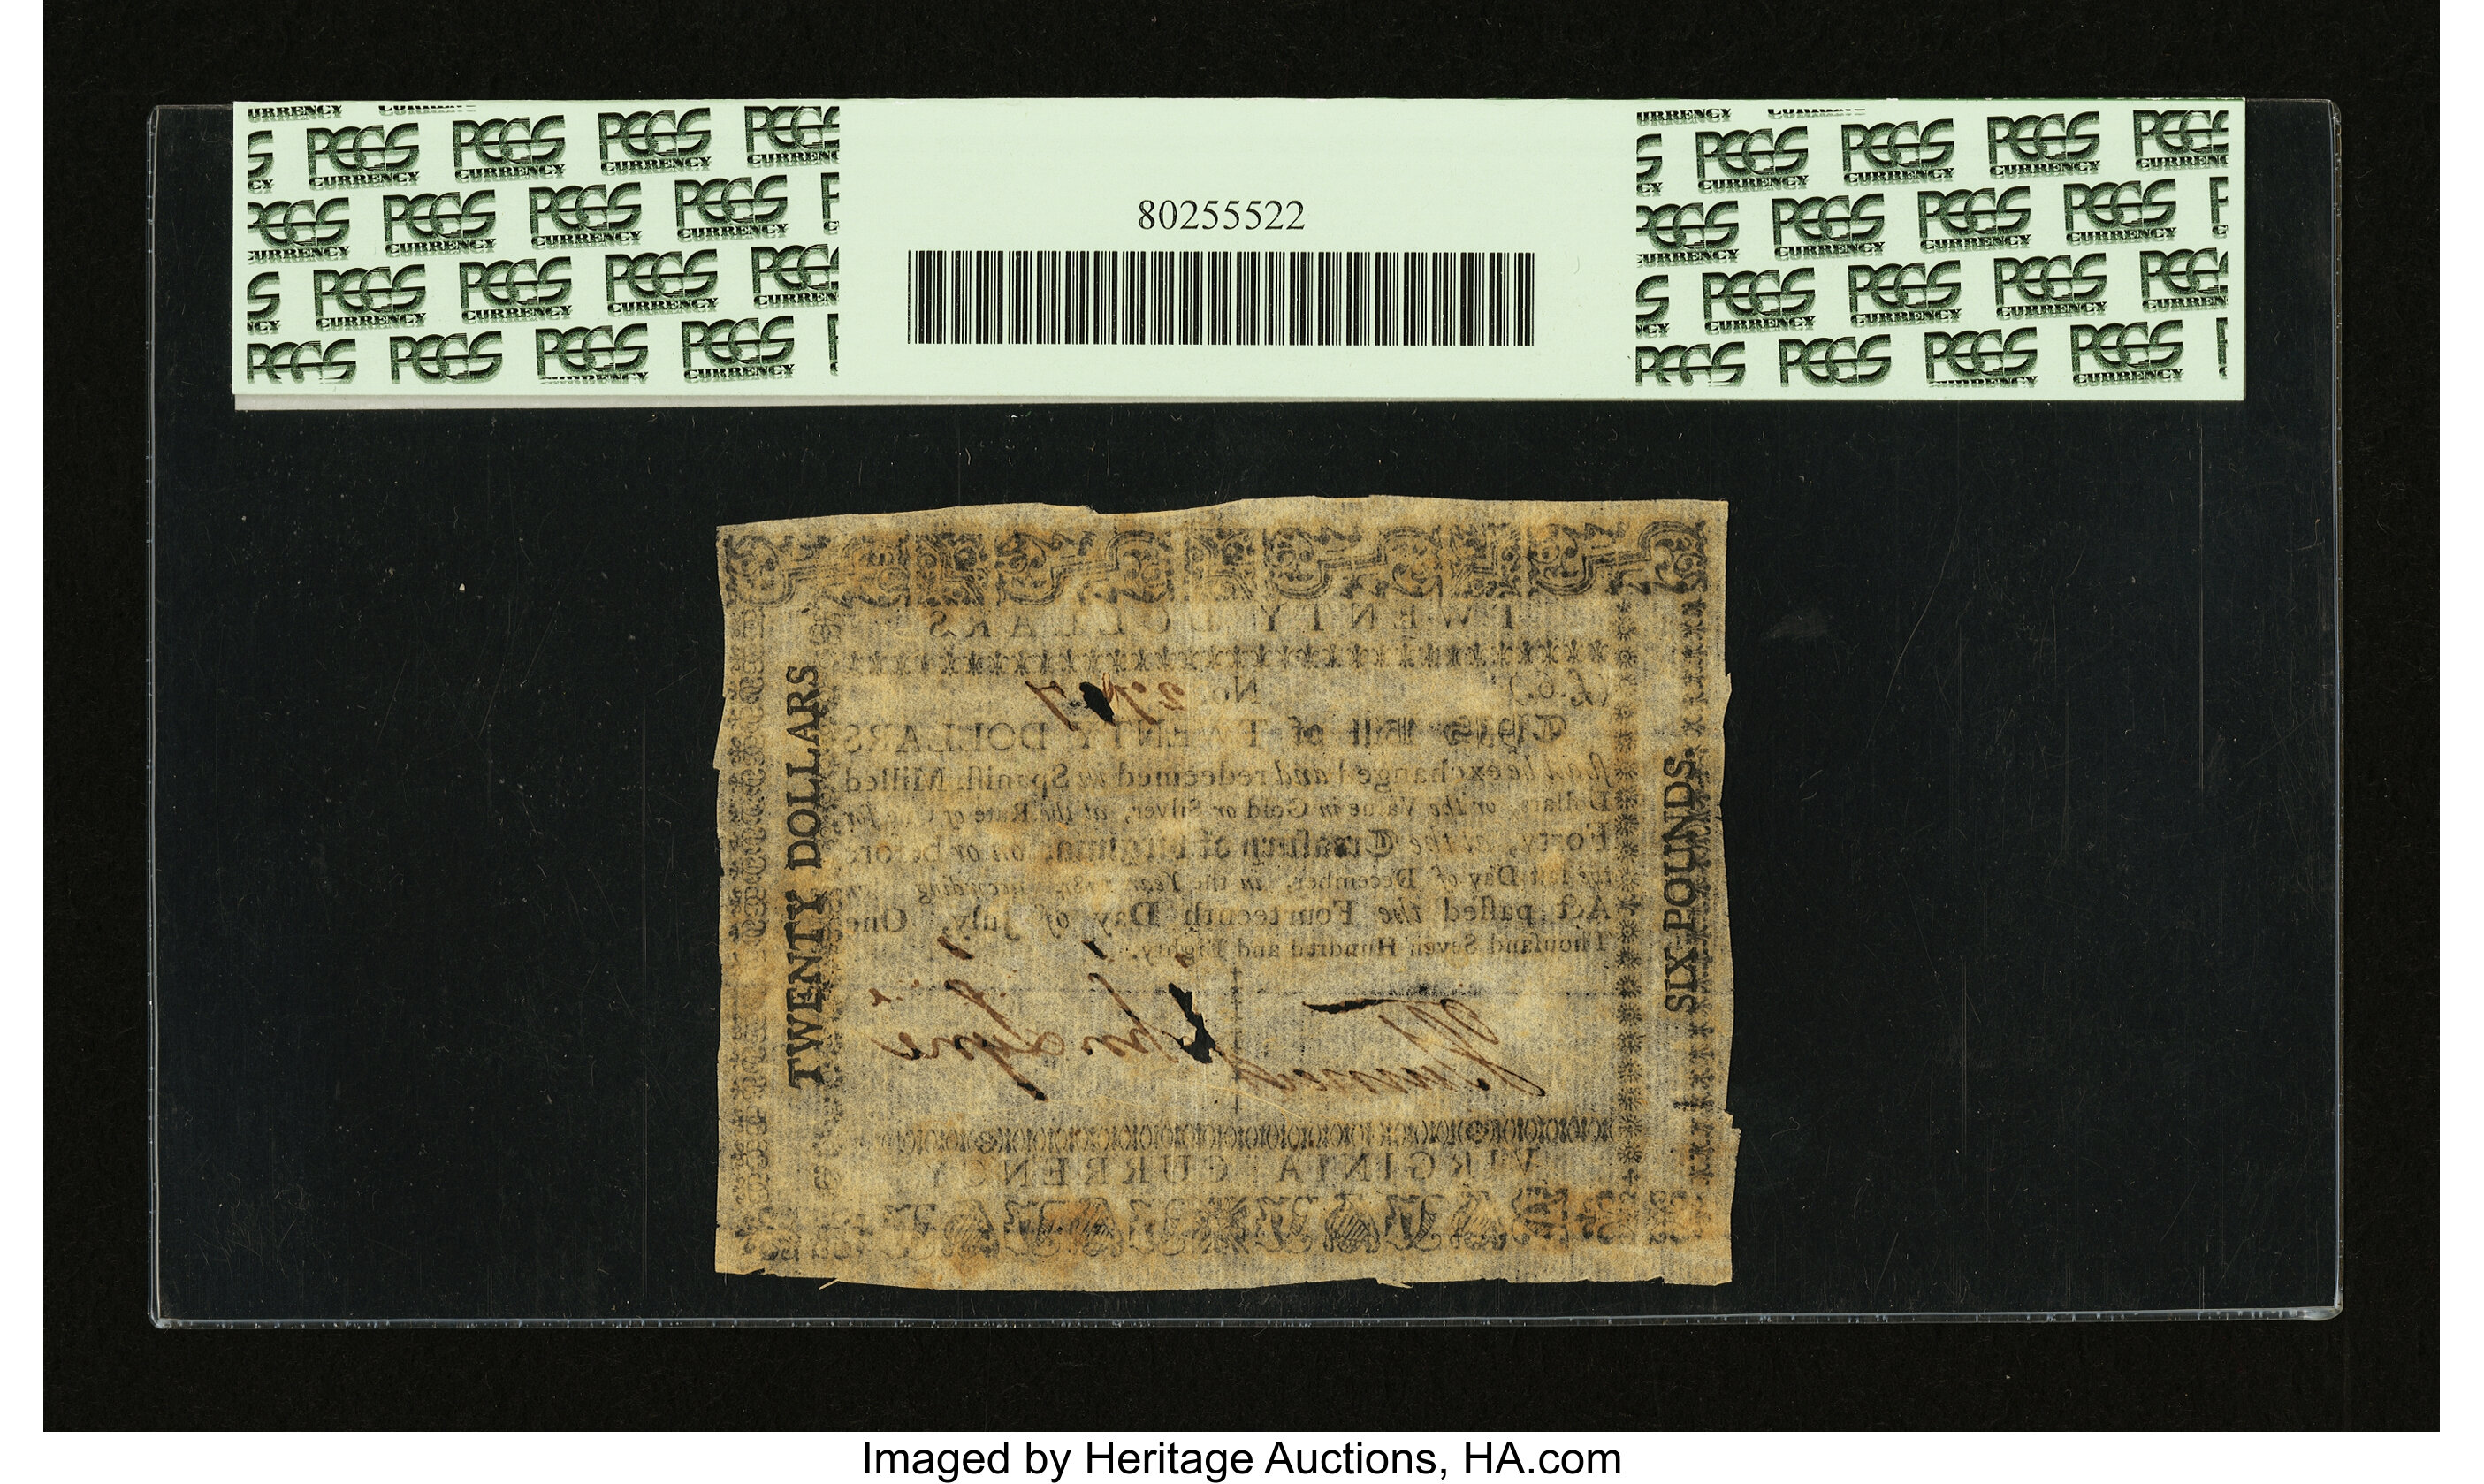 PCGS CURRENCY
80255522
TWENTY DOLLARS
(£.6.) No.
This Bill of TWENTY DOLLARS
shall be exchanged and redeemed in Spanish Milled
Dollars, or the Value in Gold or Silver, at the Rate of One for
Forty, at the Treasury of Virginia, on or before
the last Day of December, in the Year 1784, according
Act passed the Fourteenth Day of July, One
Thousand Seven Hundred and Eighty.
VIRGINIA CURRENCY
TWENTY DOLLARS
SIX POUNDS.
Imaged by Heritage Auctions, HA.com